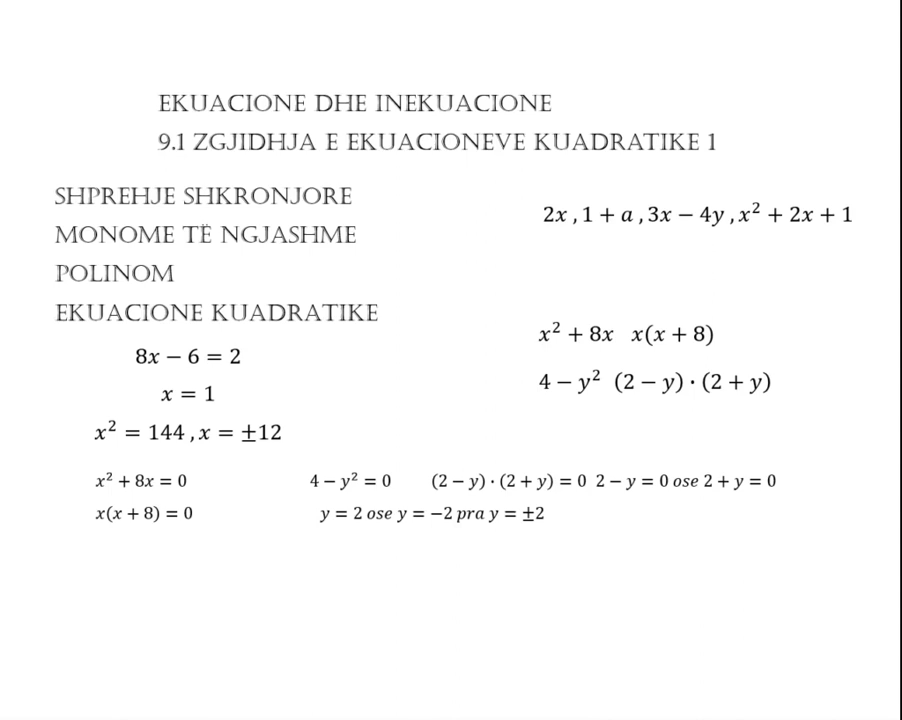 EKUACIONE DHE INEKUACIONE
9.1 ZGJIDHJA E EKUACIONEVE KUADRATIKE 1
SHPREHJE SHKRONJORE
2x , 1 + a , 3x − 4y , x² + 2x + 1
MONOME TË NGJASHME
POLINOM
EKUACIONE KUADRATIKE
x² + 8x x(x + 8)
8x − 6 = 2
4 − y² (2 − y) · (2 + y)
x = 1
x² = 144 , x = ±12
x² + 8x = 0 4 − y² = 0 (2 − y) · (2 + y) = 0 2 − y = 0 ose 2 + y = 0
x(x + 8) = 0 y = 2 ose y = −2 pra y = ±2